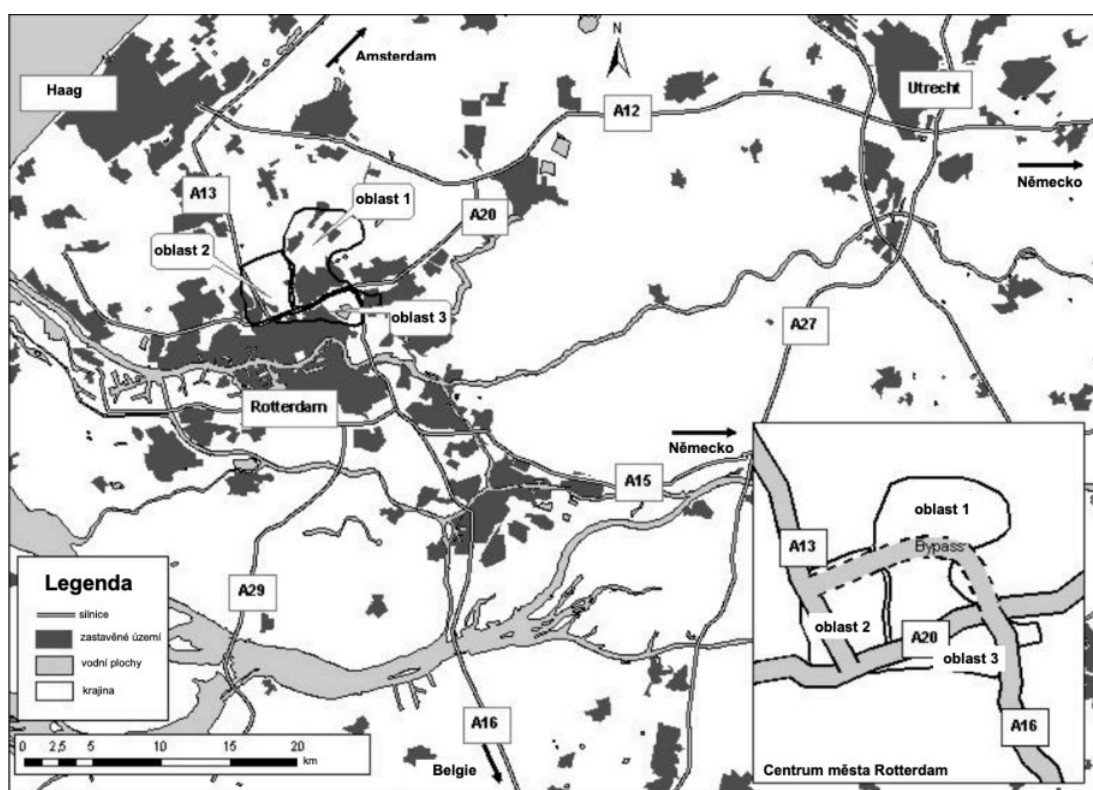 Amsterdam
N
Haag
Utrecht
A12
Německo
A13
oblast 1
A20
oblast 2
oblast 3
A27
Rotterdam
Německo
A15
Legenda
silnice
zastavěné území
vodní plochy
krajina
A29
A16
Belgie
0 2,5 5 10 15 20
km
oblast 1
A13
Bypass
oblast 2
A20
oblast 3
A16
Centrum města Rotterdam